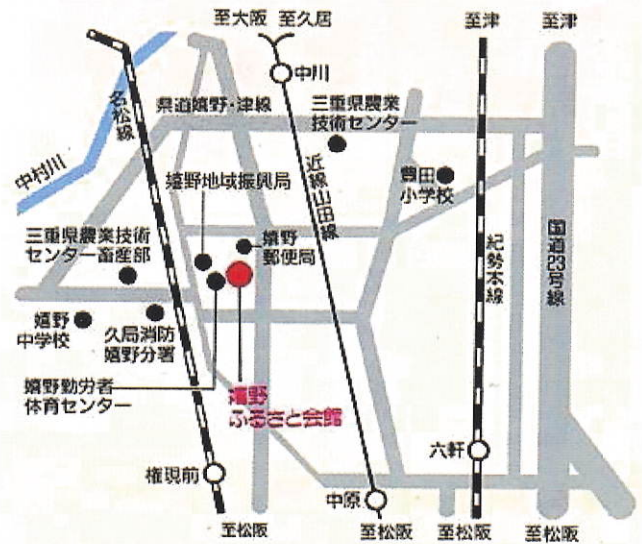 至大阪 至久居
至津
至津
中川
名松線
県道嬉野・津線
三重県農業
技術センター
中村川
嬉野地域振興局
近線山田線
豊田
小学校
三重県農業技術
センター畜産部
嬉野
郵便局
紀勢本線
国道23号線
嬉野
中学校
久局消防
嬉野分署
嬉野勤労者
体育センター
嬉野
ふるさと会館
六軒
権現前
中原
至松阪
至松阪
至松阪
至松阪